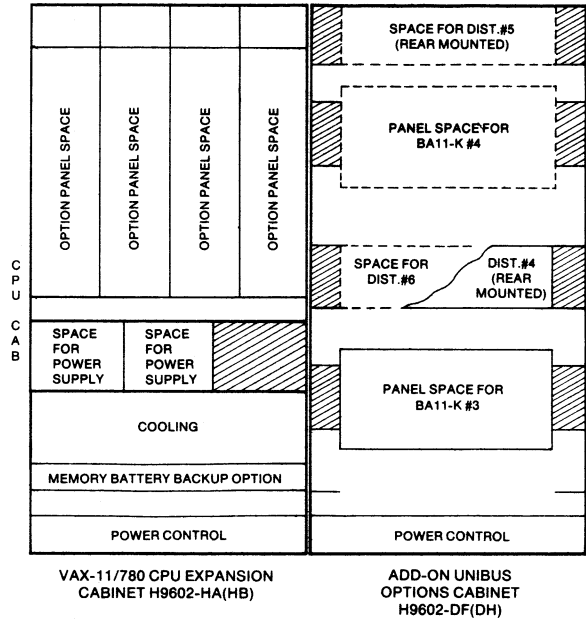 CPU CAB
OPTION PANEL SPACE
OPTION PANEL SPACE
OPTION PANEL SPACE
OPTION PANEL SPACE
SPACE
FOR
POWER
SUPPLY
SPACE
FOR
POWER
SUPPLY
COOLING
MEMORY BATTERY BACKUP OPTION
POWER CONTROL
VAX-11/780 CPU EXPANSION
CABINET H9602-HA(HB)
SPACE FOR DIST.#5
(REAR MOUNTED)
PANEL SPACE FOR
BA11-K #4
SPACE FOR
DIST.#6
DIST.#4
(REAR
MOUNTED)
PANEL SPACE FOR
BA11-K #3
POWER CONTROL
ADD-ON UNIBUS
OPTIONS CABINET
H9602-DF(DH)